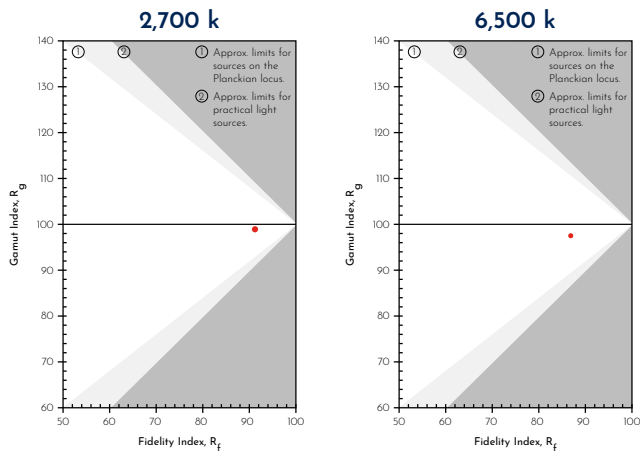 2,700 k
140
130
120
110
100
90
80
70
60
50
60
70
80
90
100
Gamut Index, Rg
Fidelity Index, Rf
1
2
1 Approx. limits for
sources on the
Planckian locus.
2 Approx. limits for
practical light
sources.
6,500 k
140
130
120
110
100
90
80
70
60
50
60
70
80
90
100
Gamut Index, Rg
Fidelity Index, Rf
1
2
1 Approx. limits for
sources on the
Planckian locus.
2 Approx. limits for
practical light
sources.